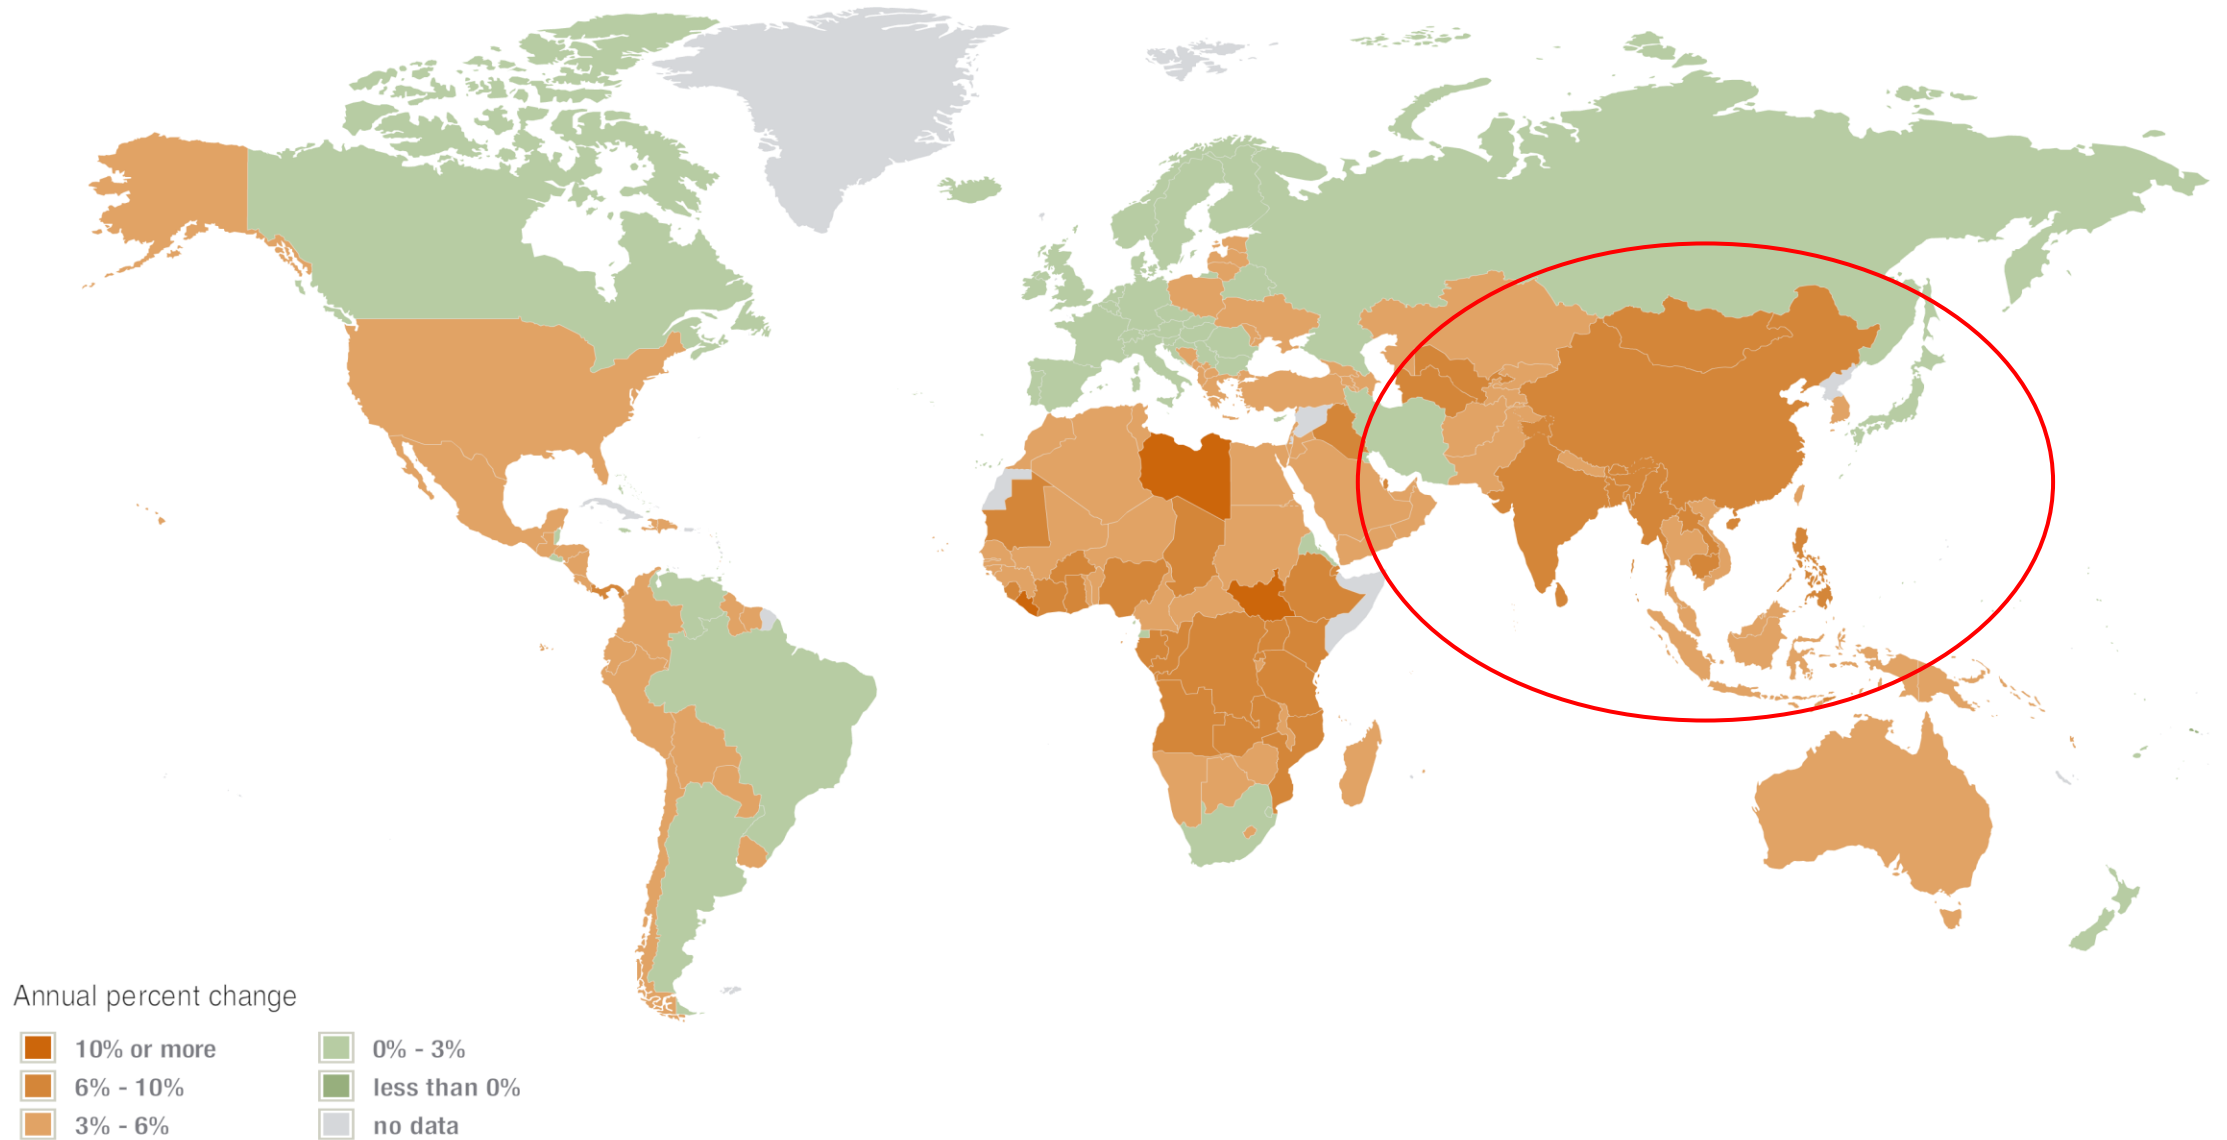 Annual percent change
10% or more
6% - 10%
3% - 6%
0% - 3%
less than 0%
no data